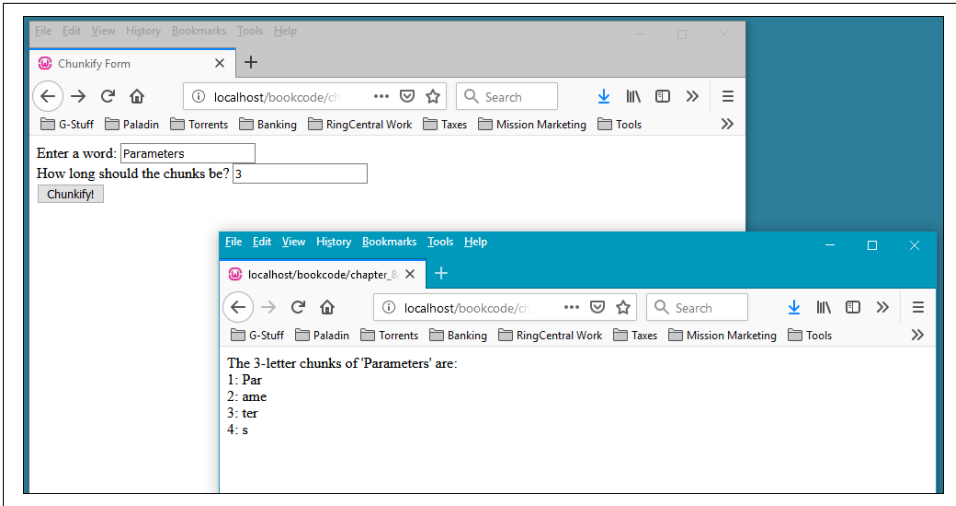 File Edit View History Bookmarks Tools Help
Chunkify Form
localhost/bookcode/ch
Search
G-Stuff Paladin Torrents Banking RingCentral Work Taxes Mission Marketing Tools
Enter a word: Parameters
How long should the chunks be? 3
Chunkify!
File Edit View History Bookmarks Tools Help
localhost/bookcode/chapter_8
localhost/bookcode/ch
Search
G-Stuff Paladin Torrents Banking RingCentral Work Taxes Mission Marketing Tools
The 3-letter chunks of 'Parameters' are:
1: Par
2: ame
3: ter
4: s